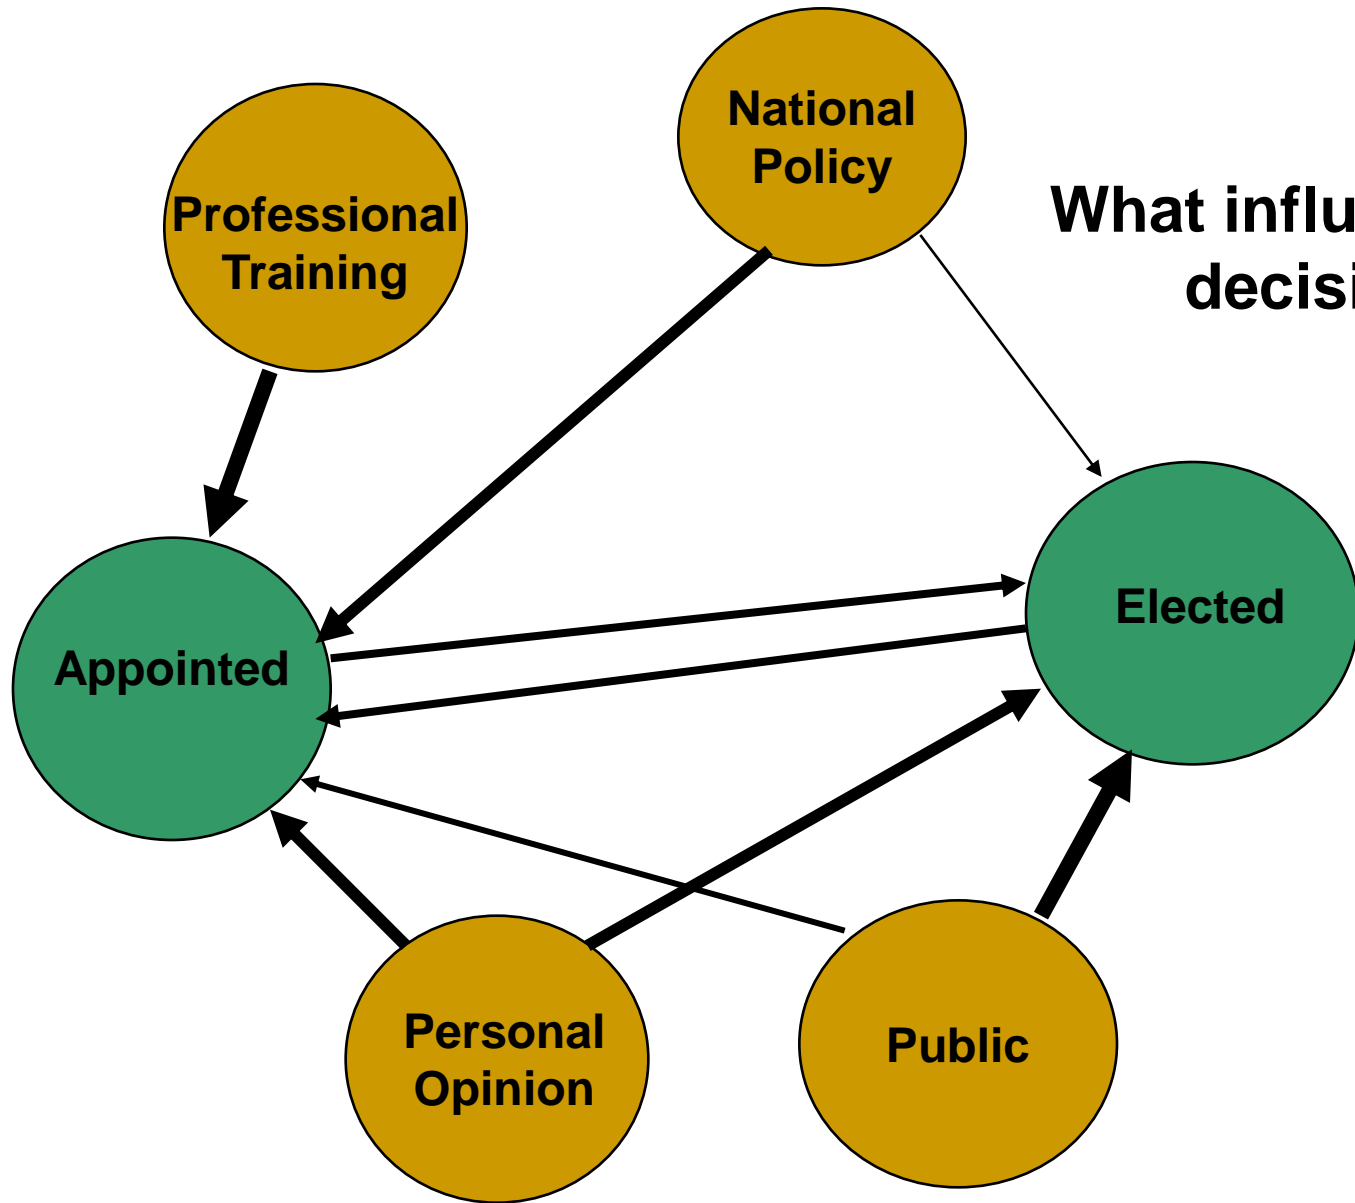 National
Policy
Professional
Training
What influ
decisi
Elected
Appointed
Personal
Opinion
Public